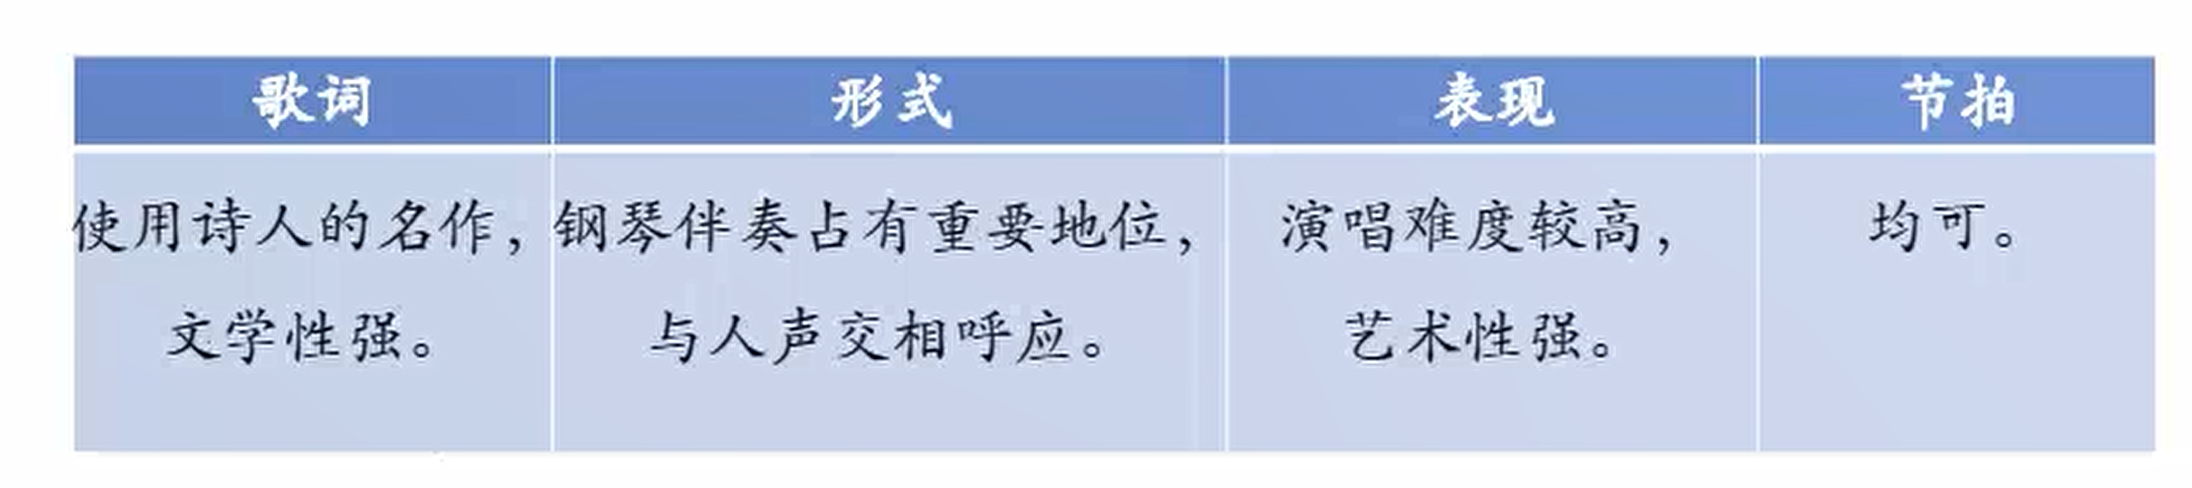 歌词
形式
表现
节拍
使用诗人的名作，
文学性强。
钢琴伴奏占有重要地位，
与人声交相呼应。
演唱难度较高，
艺术性强。
均可。